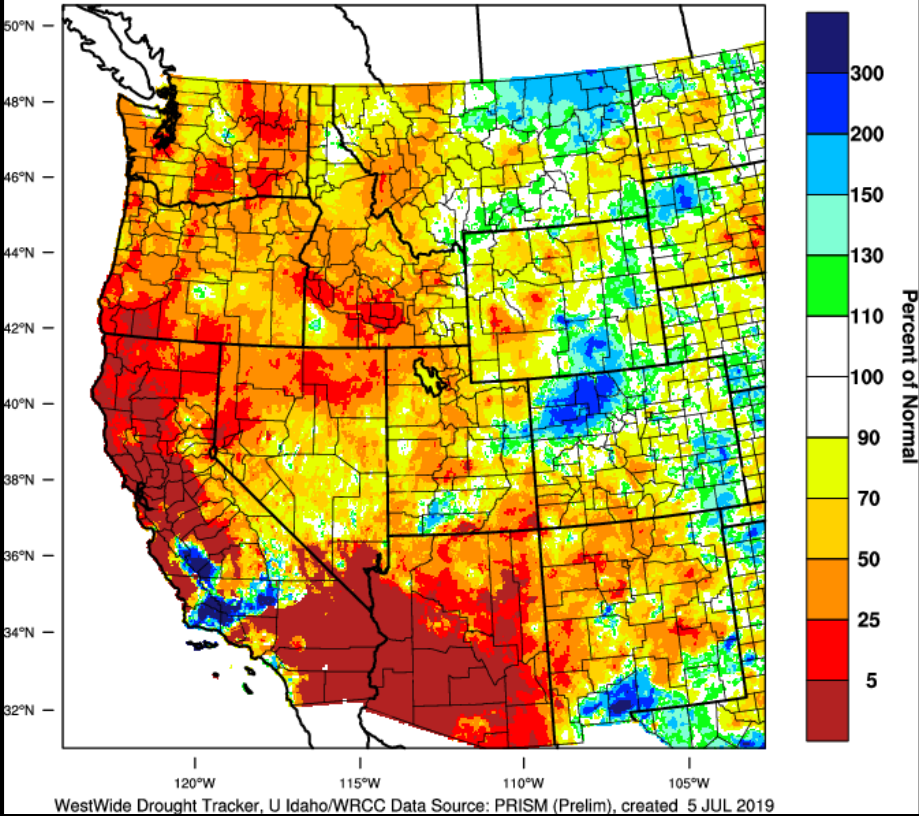 50°N
48°N
46°N
44°N
42°N
40°N
38°N
36°N
34°N
32°N
120°W 115°W 110°W 105°W
300
200
150
130
110
100
90
70
50
25
5
Percent of Normal
WestWide Drought Tracker, U Idaho/WRCC Data Source: PRISM (Prelim), created 5 JUL 2019